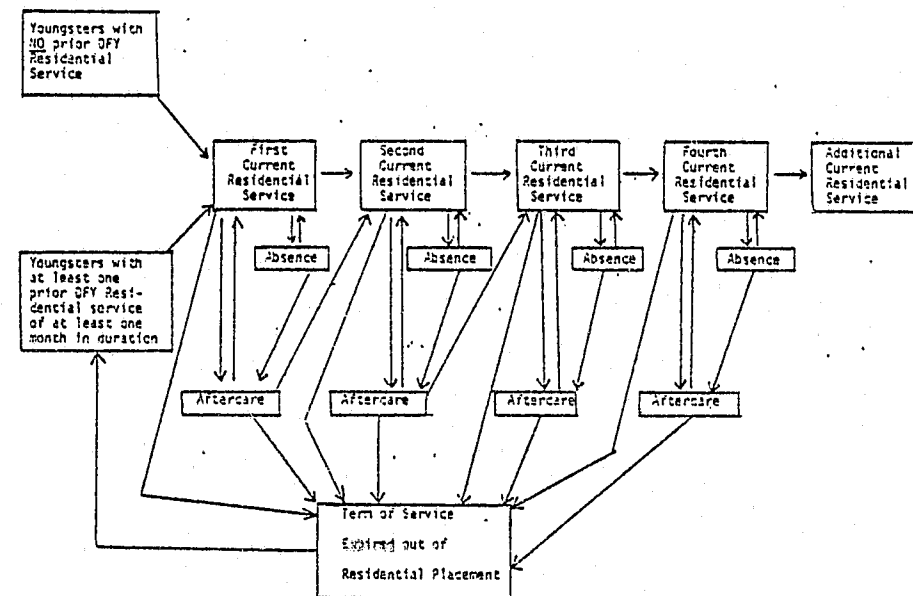 Youngsters with
NO prior DFY
Residential
Service
First
Current
Residential
Service
Second
Current
Residential
Service
Third
Current
Residential
Service
Fourth
Current
Residential
Service
Additional
Current
Residential
Service
Absence
Absence
Absence
Absence
Youngsters with
at least one
prior DFY Resi-
dential service
of at least one
month in duration
Aftercare
Aftercare
Aftercare
Aftercare
Term of Service
Expired out of
Residential Placement